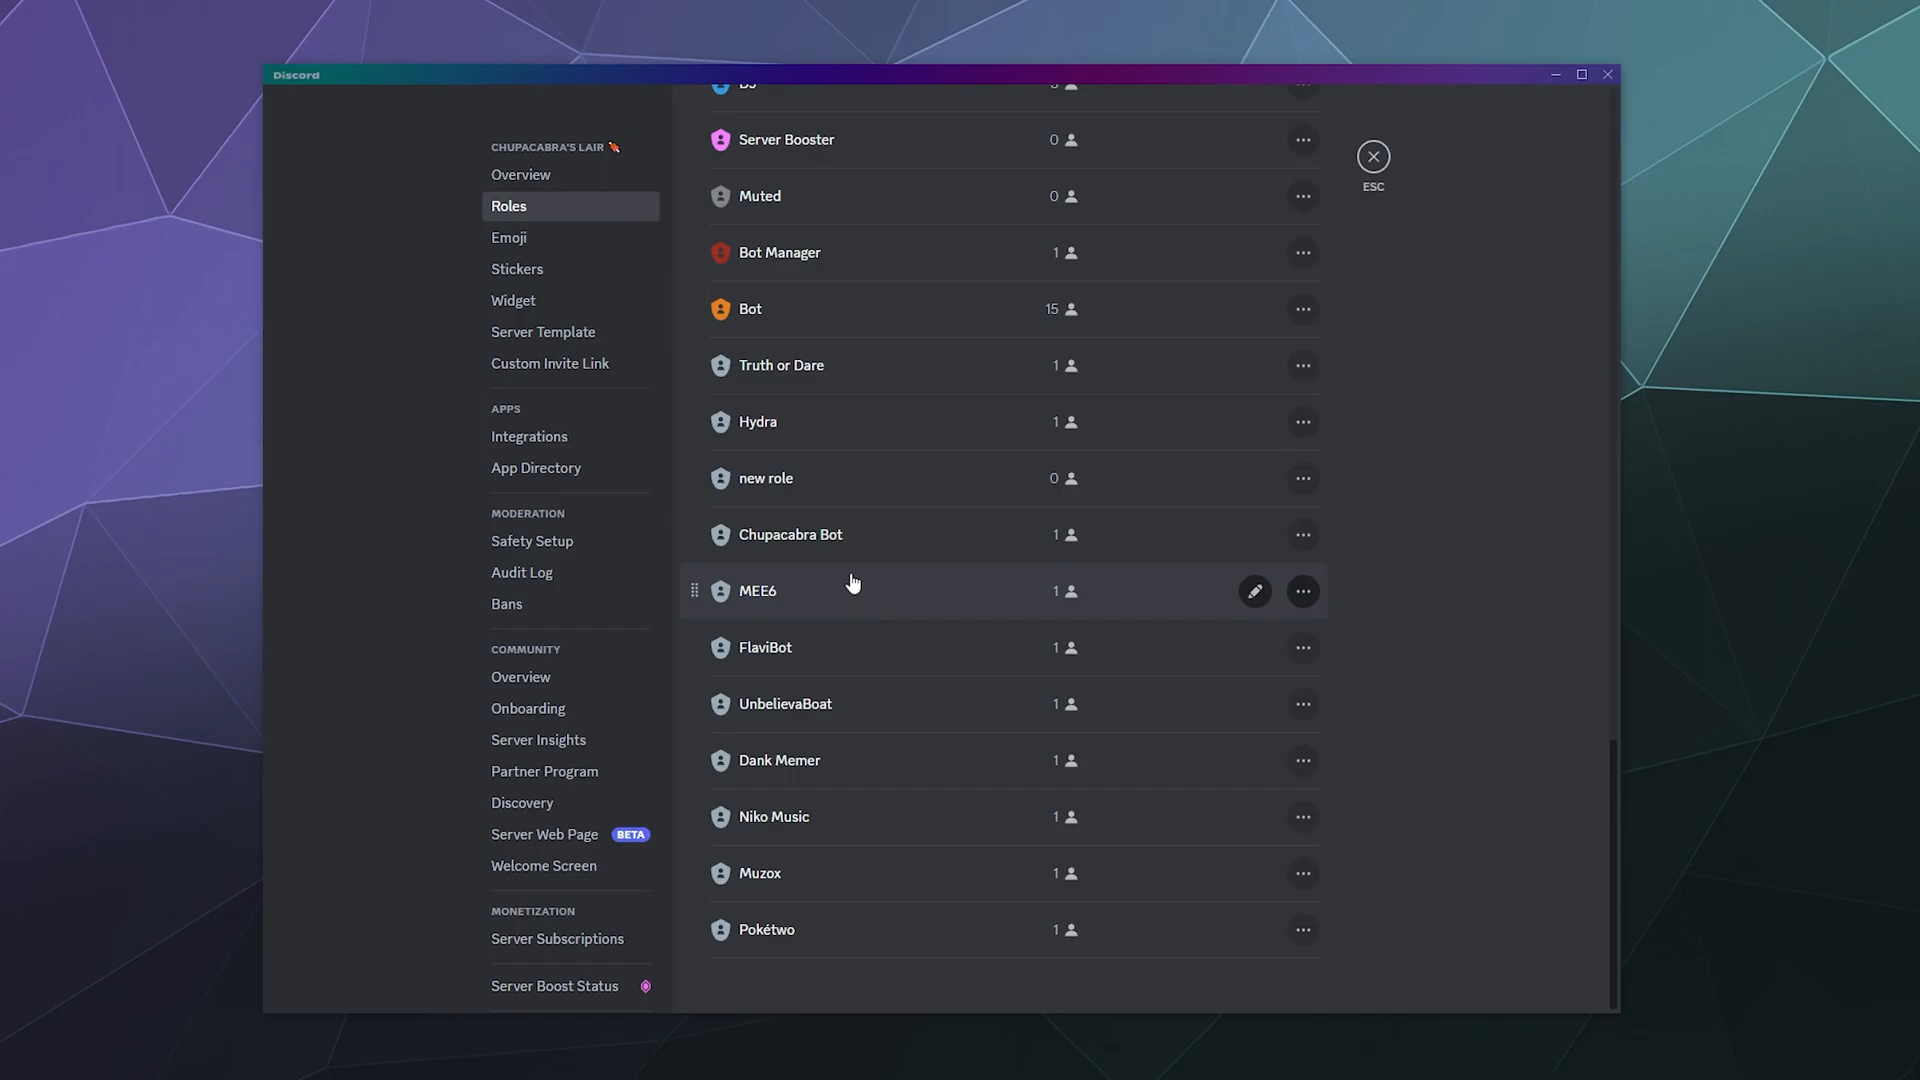 Discord
CHUPACABRA'S LAIR
Overview
Roles
Emoji
Stickers
Widget
Server Template
Custom Invite Link
APPS
Integrations
App Directory
MODERATION
Safety Setup
Audit Log
Bans
COMMUNITY
Overview
Onboarding
Server Insights
Partner Program
Discovery
Server Web Page BETA
Welcome Screen
MONETIZATION
Server Subscriptions
Server Boost Status
DJ
Server Booster 0
Muted 0
Bot Manager 1
Bot 15
Truth or Dare 1
Hydra 1
new role 0
Chupacabra Bot 1
MEE6 1
FlaviBot 1
UnbelievaBoat 1
Dank Memer 1
Niko Music 1
Muzox 1
Pokétwo 1
ESC